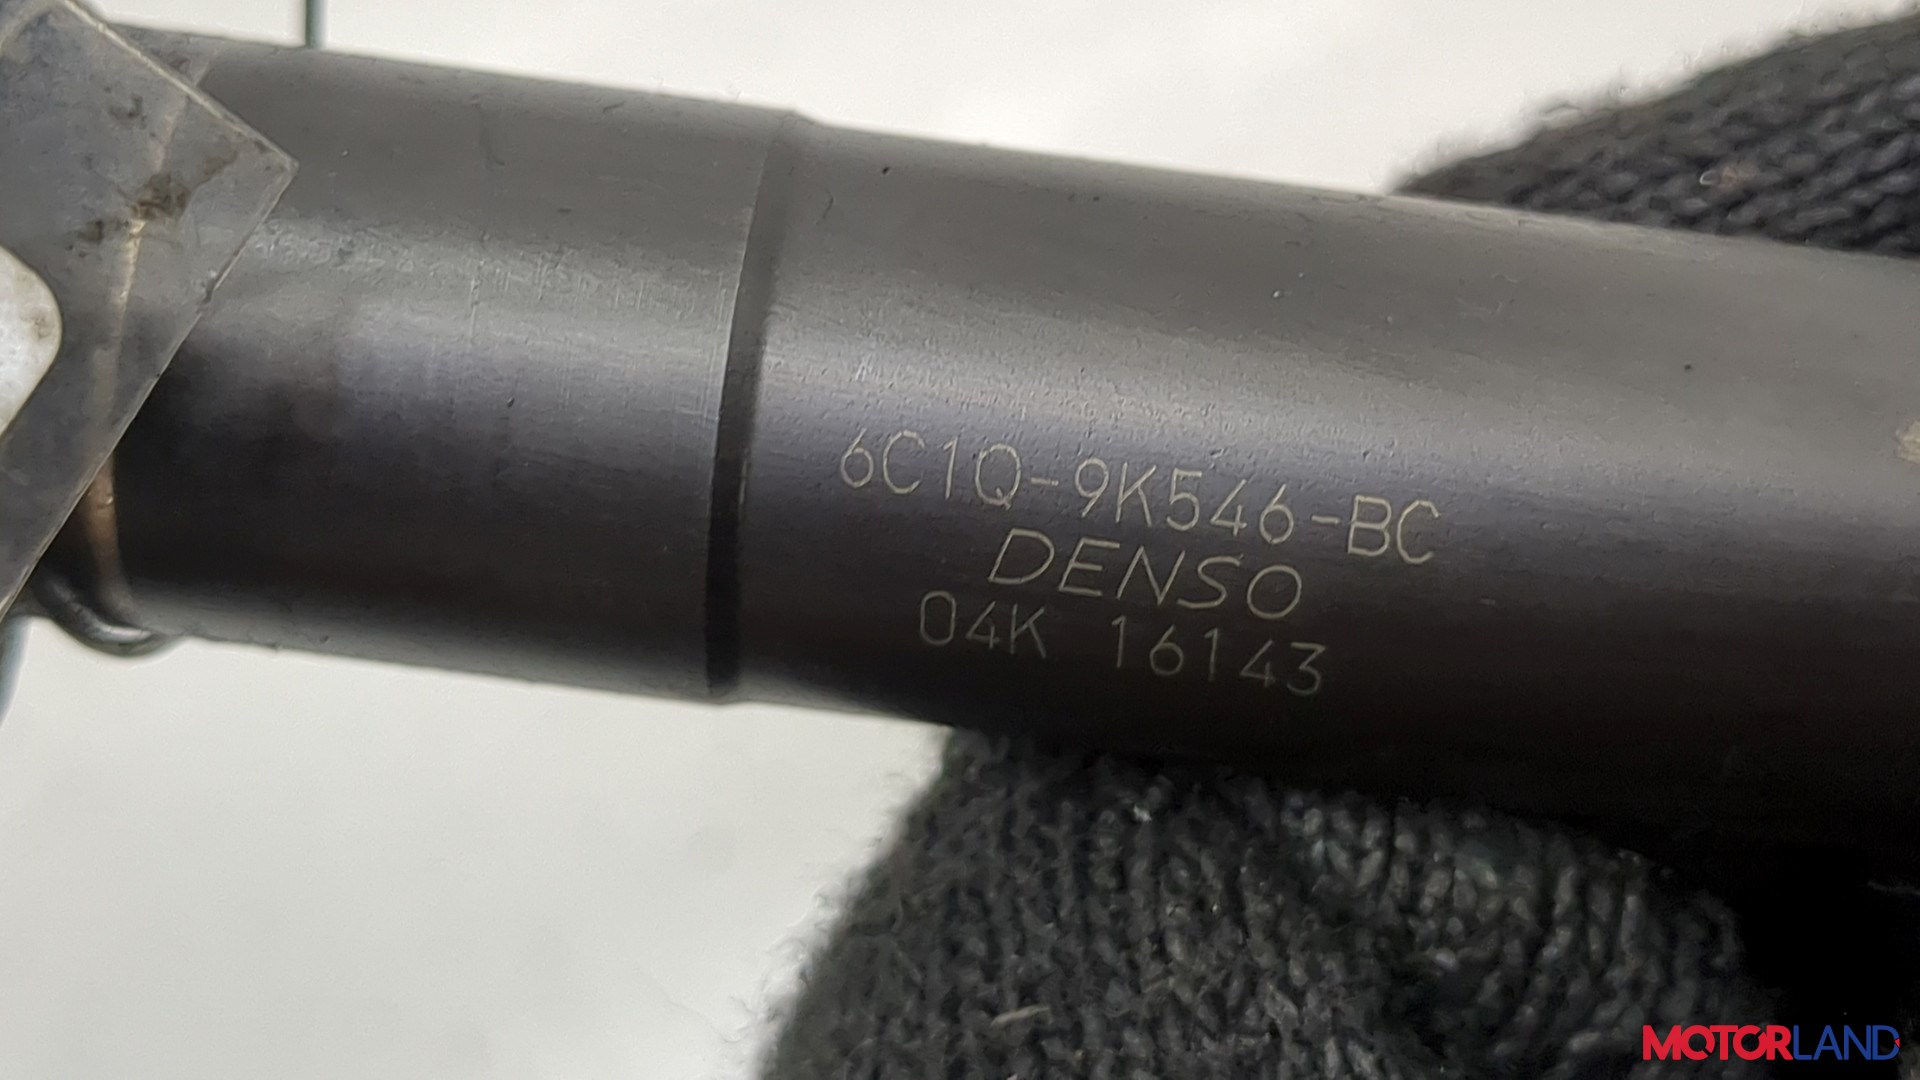 6C1Q-9K546-BC
DENSO
04K 16143
MOTORLAND